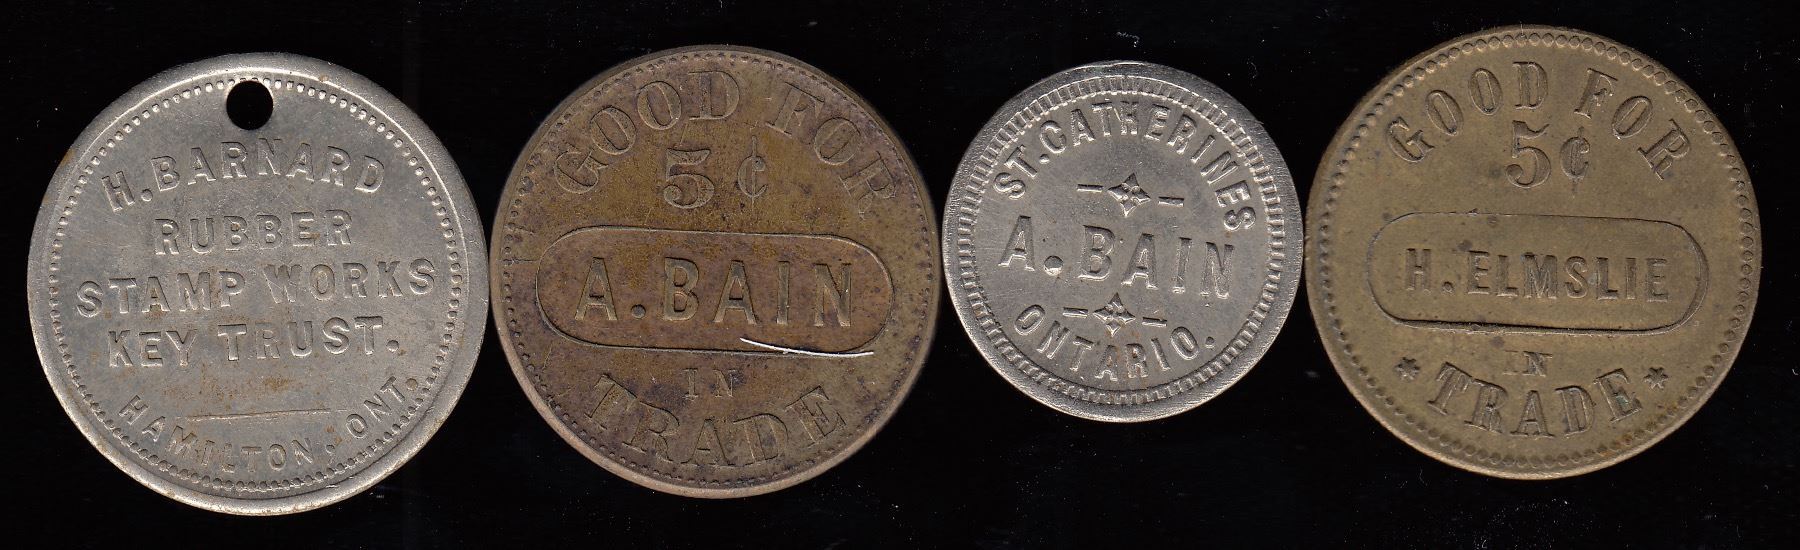 H. BARNARD
RUBBER
STAMP WORKS
KEY TRUST.
HAMILTON, ONT.
GOOD FOR
5¢
A. BAIN
IN
TRADE
ST. CATHERINES
A. BAIN
ONTARIO.
GOOD FOR
5¢
H. ELMSLIE
IN
* TRADE *